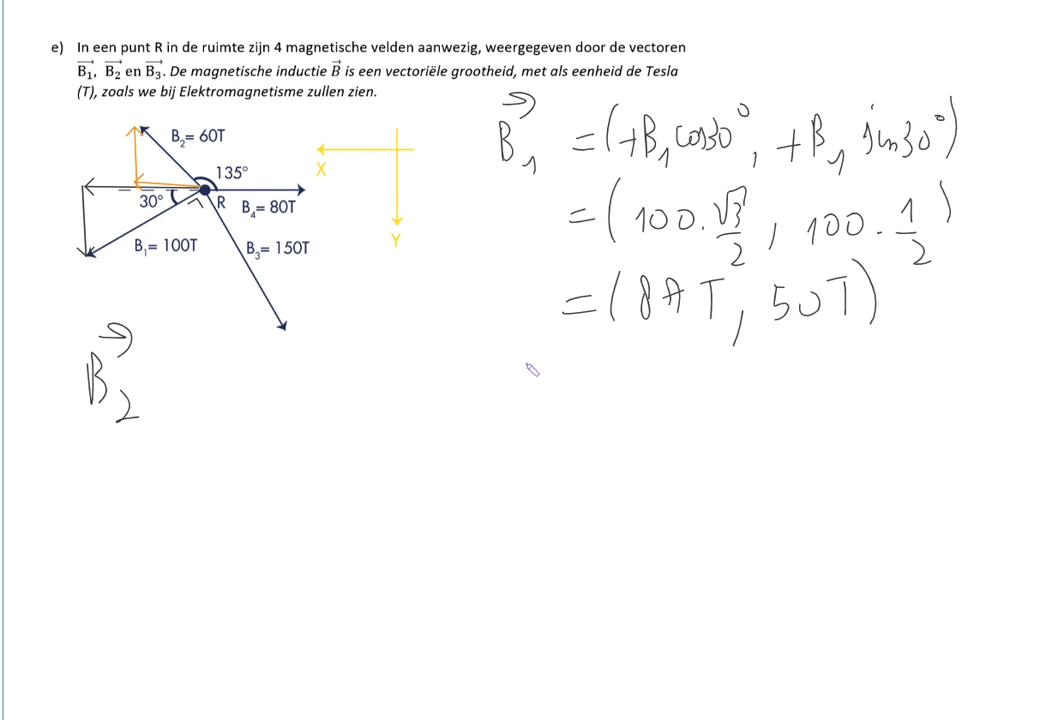 e) In een punt R in de ruimte zijn 4 magnetische velden aanwezig, weergegeven door de vectoren
B₁⃗, B₂⃗ en B₃⃗. De magnetische inductie B⃗ is een vectoriële grootheid, met als eenheid de Tesla
(T), zoals we bij Elektromagnetisme zullen zien.
B₂= 60T
135°
X
30°
R
B₄= 80T
B₁= 100T
B₃= 150T
Y
B₁⃗ = (+B₁ cos30°, +B₁ sin30°)
= (100 . √3/2, 100 . 1/2)
= (87 T, 50T)
B₂⃗